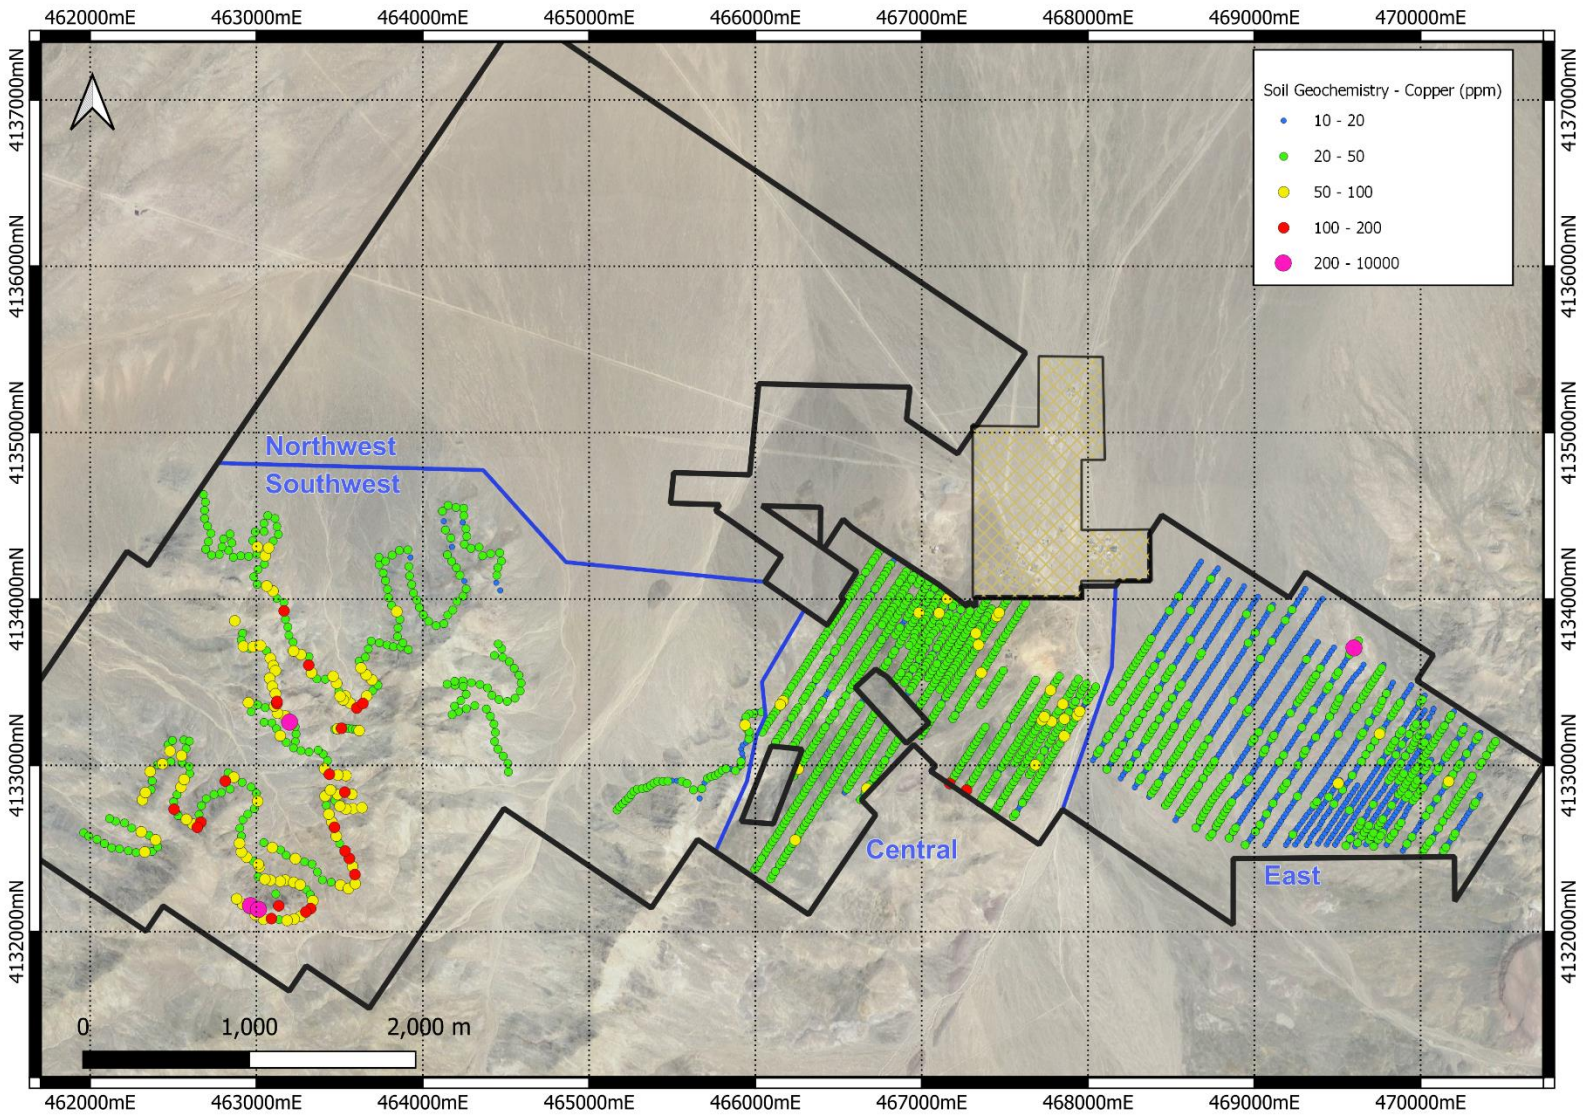 462000mE 463000mE 464000mE 465000mE 466000mE 467000mE 468000mE 469000mE 470000mE
Soil Geochemistry - Copper (ppm)
10 - 20
20 - 50
50 - 100
100 - 200
200 - 10000
4137000mN 4137000mN
4136000mN 4136000mN
4135000mN 4135000mN
Northwest
Southwest
4134000mN 4134000mN
4133000mN 4133000mN
Central
East
4132000mN 4132000mN
0 1,000 2,000 m
462000mE 463000mE 464000mE 465000mE 466000mE 467000mE 468000mE 469000mE 470000mE